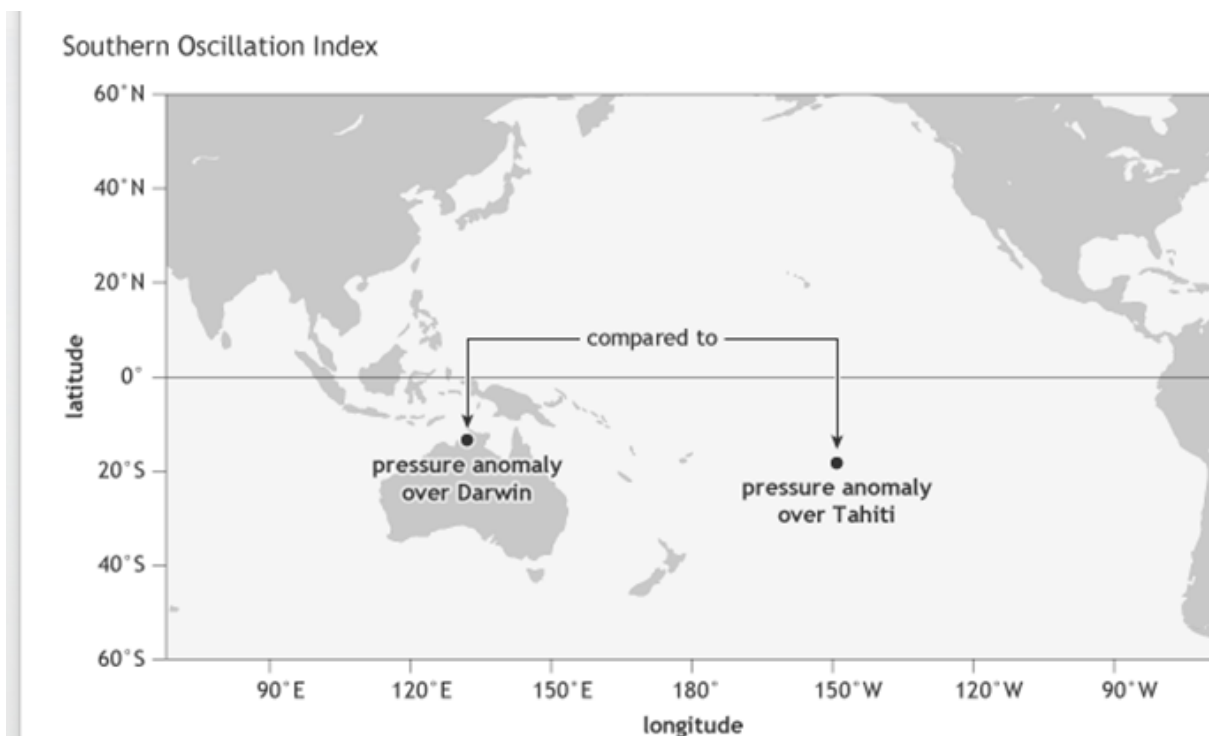 Southern Oscillation Index
60°N
40°N
20°N
0°
20°S
40°S
60°S
latitude
compared to
pressure anomaly
over Darwin
pressure anomaly
over Tahiti
90°E
120°E
150°E
180°
150°W
120°W
90°W
longitude